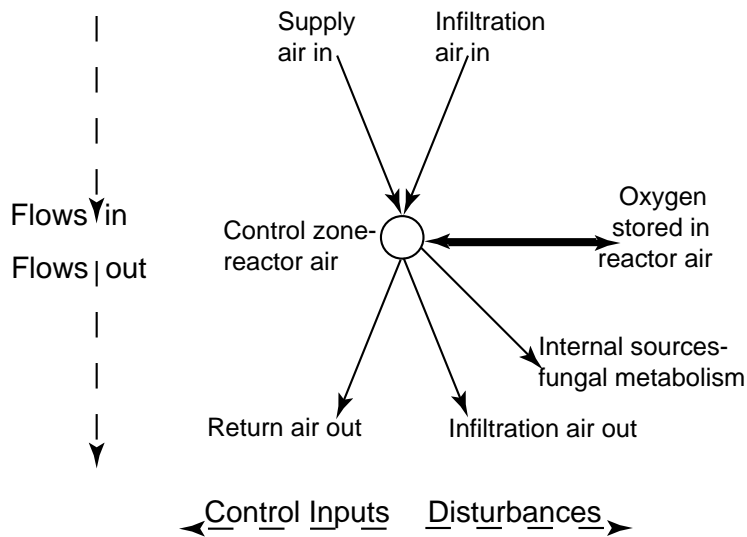 Supply
air in
Infiltration
air in
Flows in
Flows out
Control zone-
reactor air
Oxygen
stored in
reactor air
Internal sources-
fungal metabolism
Return air out
Infiltration air out
Control Inputs
Disturbances